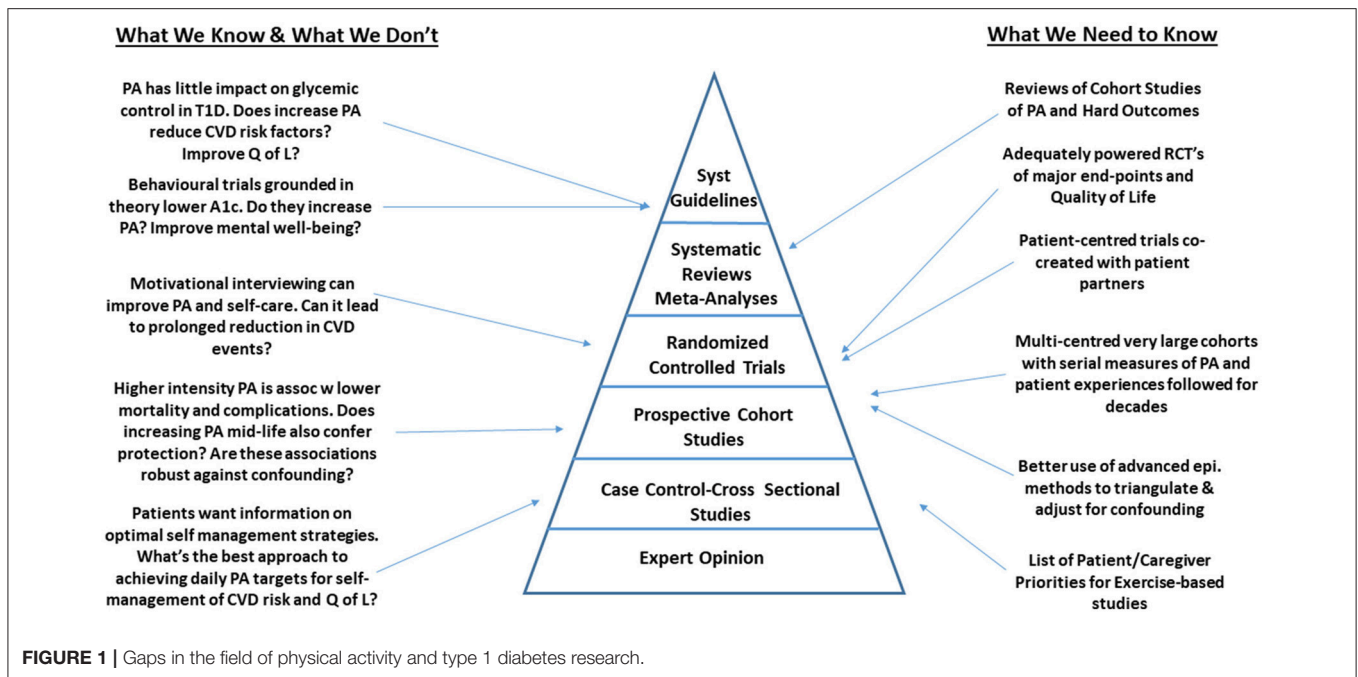 What We Know & What We Don't
PA has little impact on glycemic
control in T1D. Does increase PA
reduce CVD risk factors?
Improve Q of L?
Behavioural trials grounded in
theory lower A1c. Do they increase
PA? Improve mental well-being?
Motivational interviewing can
improve PA and self-care. Can it lead
to prolonged reduction in CVD
events?
Higher intensity PA is assoc w lower
mortality and complications. Does
increasing PA mid-life also confer
protection? Are these associations
robust against confounding?
Patients want information on
optimal self management strategies.
What's the best approach to
achieving daily PA targets for self-
management of CVD risk and Q of L?
Syst
Guidelines
Systematic
Reviews
Meta-Analyses
Randomized
Controlled Trials
Prospective Cohort
Studies
Case Control-Cross Sectional
Studies
Expert Opinion
What We Need to Know
Reviews of Cohort Studies
of PA and Hard Outcomes
Adequately powered RCT's
of major end-points and
Quality of Life
Patient-centred trials co-
created with patient
partners
Multi-centred very large cohorts
with serial measures of PA and
patient experiences followed for
decades
Better use of advanced epi.
methods to triangulate &
adjust for confounding
List of Patient/Caregiver
Priorities for Exercise-based
studies
FIGURE 1 | Gaps in the field of physical activity and type 1 diabetes research.